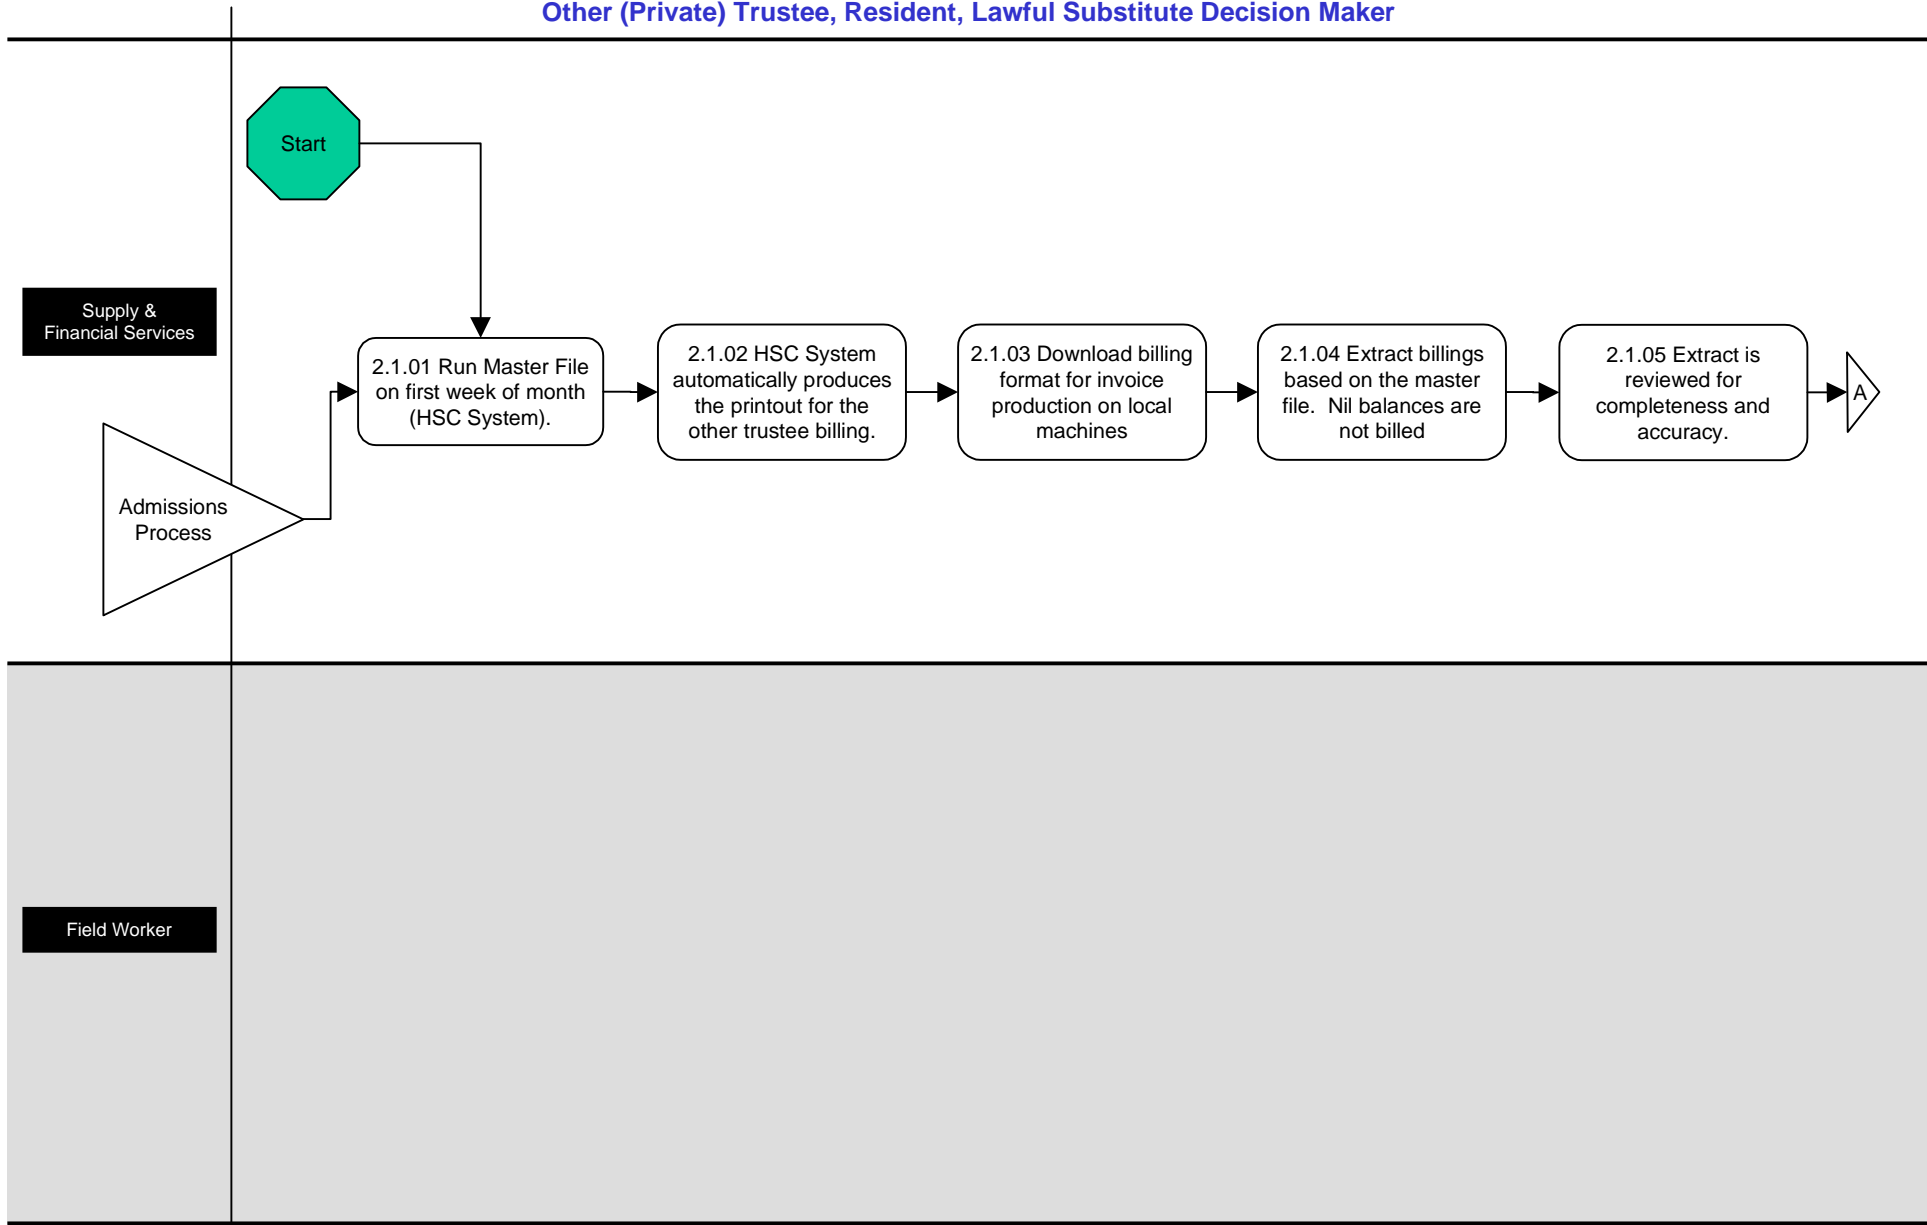 Other (Private) Trustee, Resident, Lawful Substitute Decision Maker
Start
Supply &
Financial Services
2.1.01 Run Master File
on first week of month
(HSC System).
2.1.02 HSC System
automatically produces
the printout for the
other trustee billing.
2.1.03 Download billing
format for invoice
production on local
machines
2.1.04 Extract billings
based on the master
file.  Nil balances are
not billed
2.1.05 Extract is
reviewed for
completeness and
accuracy.
A
Admissions
Process
Field Worker